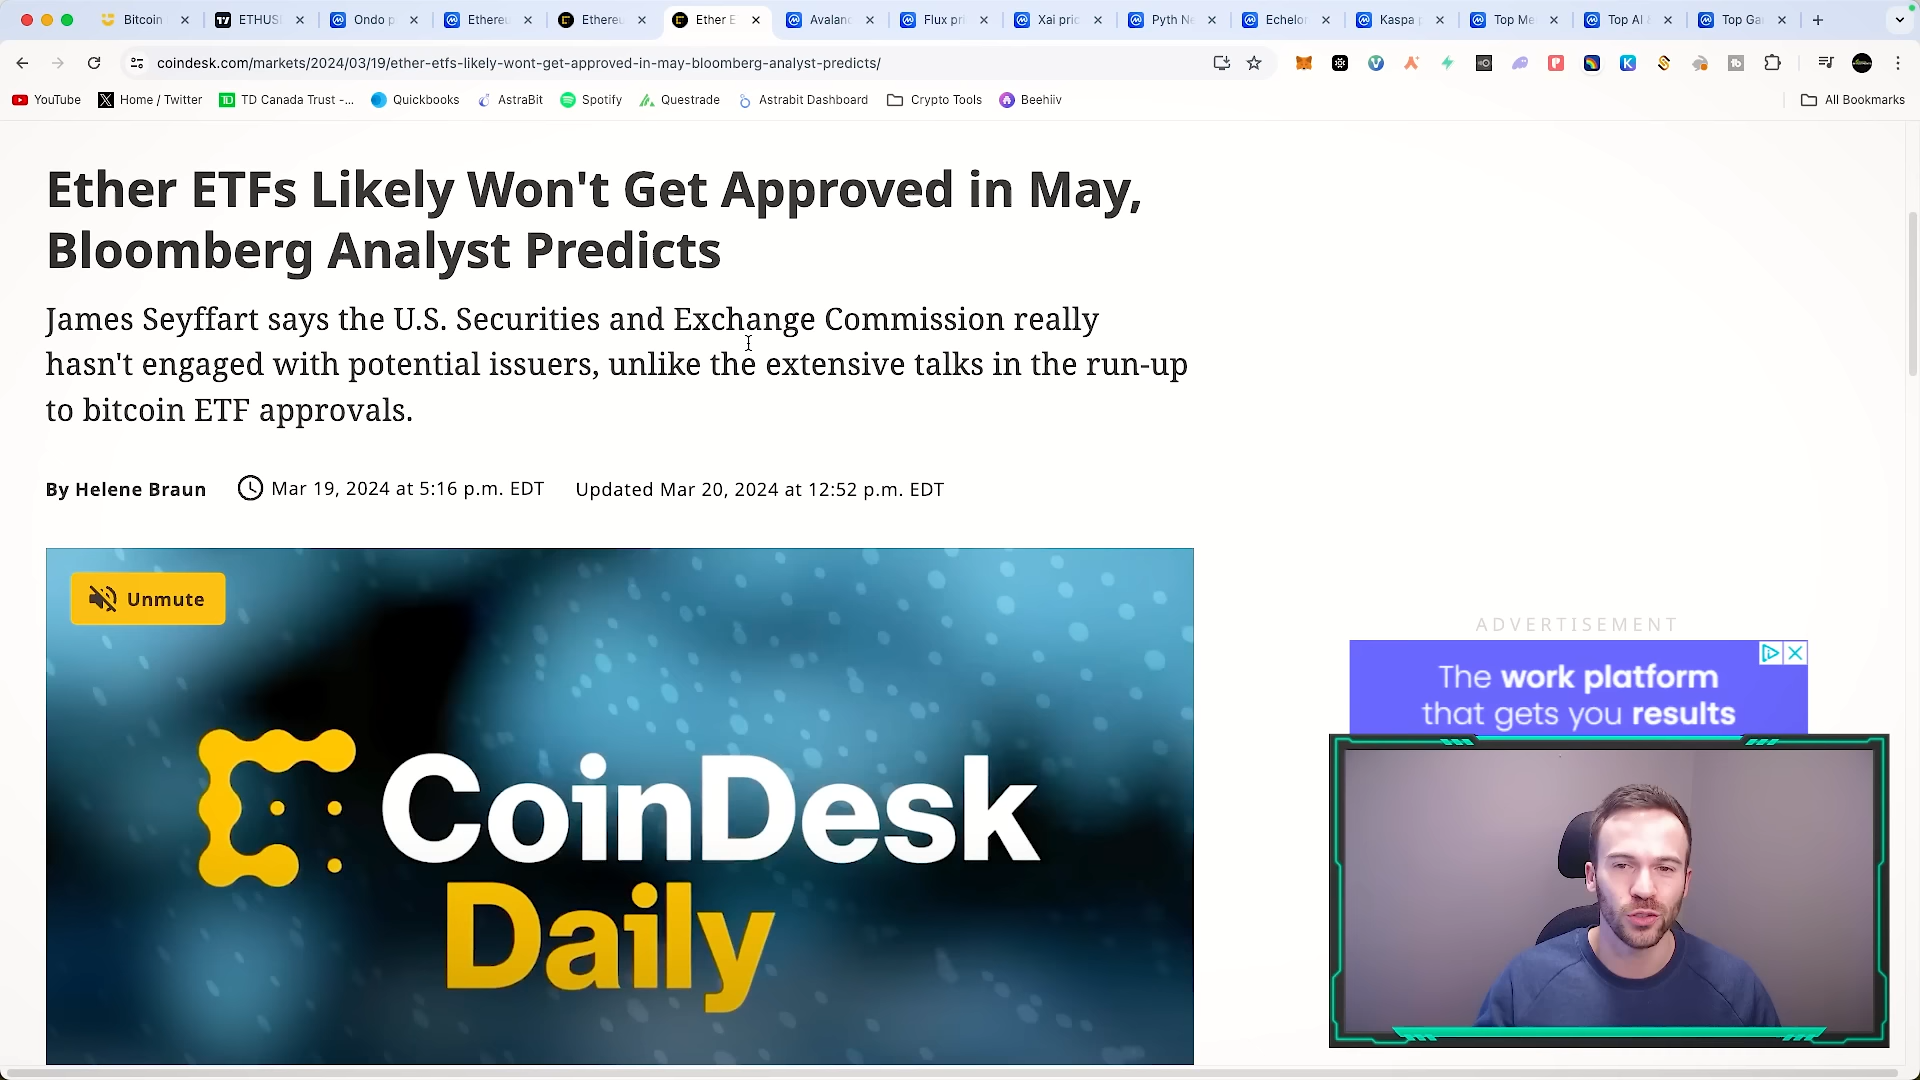 Bitcoin
ETHUSD
Ondo p
Ethereu
Ethereu
Ether E
Avalanc
Flux pri
Xai pric
Pyth Ne
Echelon
Kaspa p
Top Me
Top AI
Top Ga
coindesk.com/markets/2024/03/19/ether-etfs-likely-wont-get-approved-in-may-bloomberg-analyst-predicts/
YouTube
Home / Twitter
TD Canada Trust -...
Quickbooks
AstraBit
Spotify
Questrade
Astrabit Dashboard
Crypto Tools
Beehiiv
All Bookmarks
Ether ETFs Likely Won't Get Approved in May,
Bloomberg Analyst Predicts
James Seyffart says the U.S. Securities and Exchange Commission really
hasn't engaged with potential issuers, unlike the extensive talks in the run-up
to bitcoin ETF approvals.
By Helene Braun
Mar 19, 2024 at 5:16 p.m. EDT
Updated Mar 20, 2024 at 12:52 p.m. EDT
Unmute
CoinDesk
Daily
ADVERTISEMENT
The work platform
that gets you results